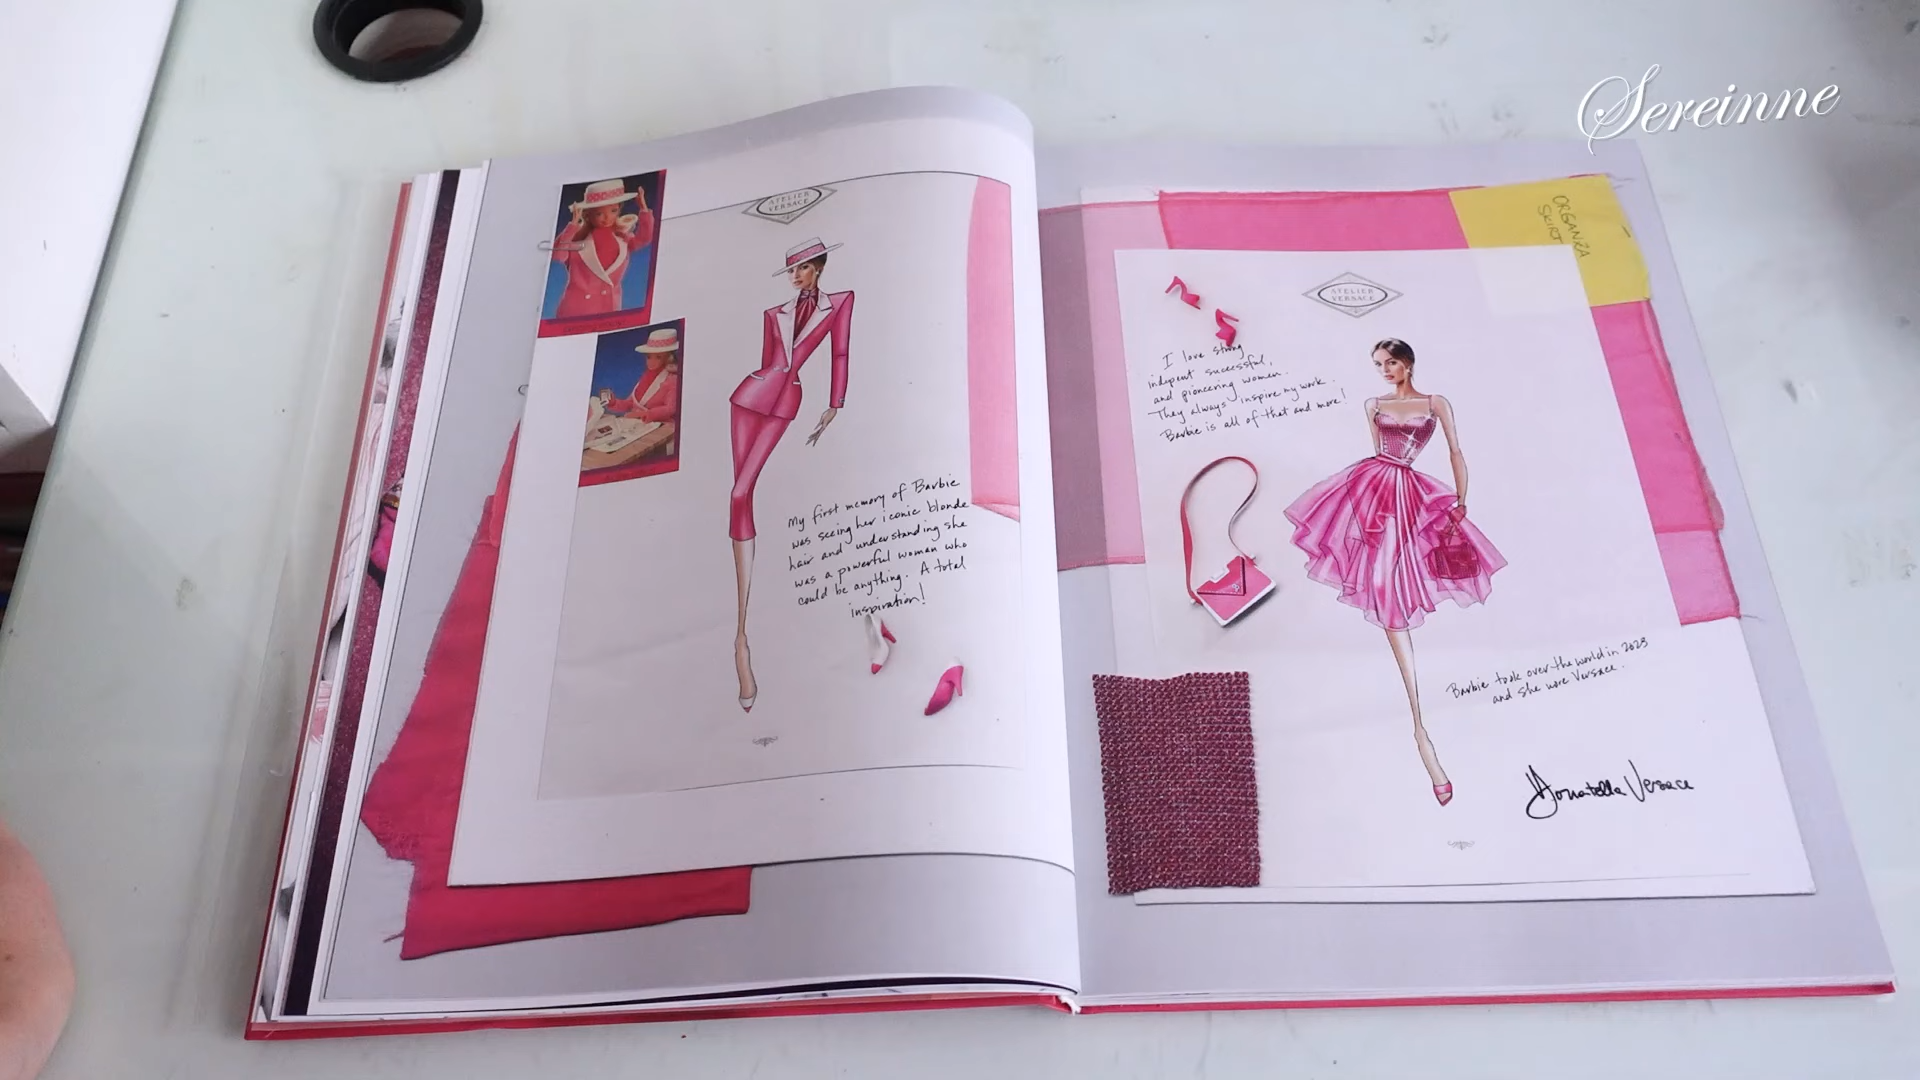 Sereinne
ATELIER
VERSACE
My first memory of Barbie
was seeing her iconic blonde
hair and understanding she
was a powerful woman who
could be anything. A total
inspiration!
ORGANZA
SKIRT
ATELIER
VERSACE
I love strong
indepent successful,
and pioneering women.
They always inspire my work.
Barbie is all of that and more!
Barbie took over the world in 2023
and she wore Versace.
Donatella Versace